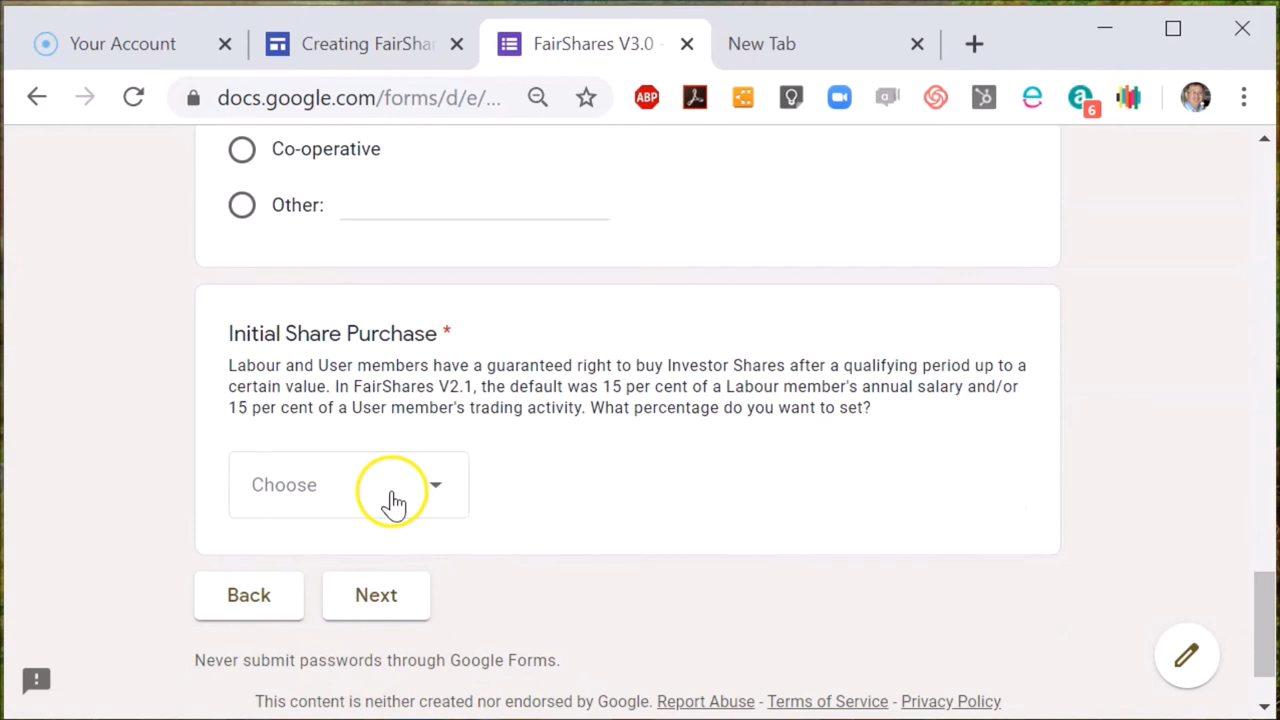 Your Account
Creating FairShar
FairShares V3.0 -
New Tab
docs.google.com/forms/d/e/...
ABP
6
Co-operative
Other:
Initial Share Purchase *
Labour and User members have a guaranteed right to buy Investor Shares after a qualifying period up to a
certain value. In FairShares V2.1, the default was 15 per cent of a Labour member's annual salary and/or
15 per cent of a User member's trading activity. What percentage do you want to set?
Choose
Back
Next
Never submit passwords through Google Forms.
This content is neither created nor endorsed by Google. Report Abuse - Terms of Service - Privacy Policy